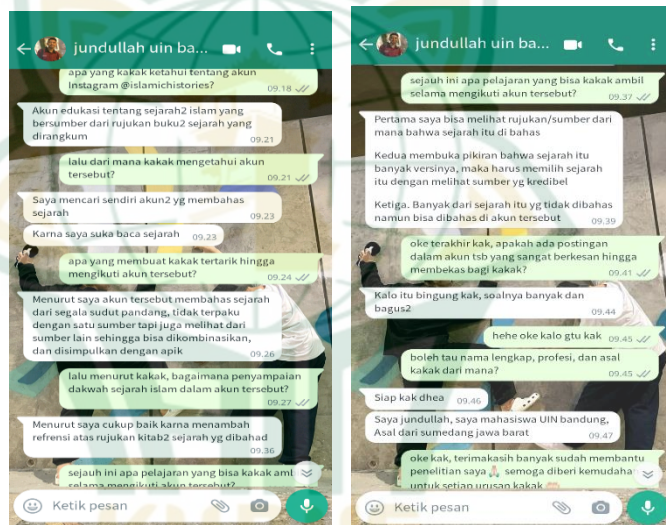 jundullah uin ba...
apa yang kakak ketahui tentang akun
Instagram @islamichistories?
09.18
Akun edukasi tentang sejarah2 islam yang
bersumber dari rujukan buku2 sejarah yang
dirangkum
09.21
lalu dari mana kakak mengetahui akun
tersebut?
09.21
Saya mencari sendiri akun2 yg membahas
sejarah
09.23
Karna saya suka baca sejarah 09.23
apa yang membuat kakak tertarik hingga
mengikuti akun tersebut?
09.24
Menurut saya akun tersebut membahas sejarah
dari segala sudut pandang, tidak terpaku
dengan satu sumber tapi juga melihat dari
sumber lain sehingga bisa dikombinasikan,
dan disimpulkan dengan apik
09.26
lalu menurut kakak, bagaimana penyampaian
dakwah sejarah islam dalam akun tersebut?
09.27
Menurut saya cukup baik karna menambah
refrensi atas rujukan kitab2 sejarah yg dibahad
09.36
sejauh ini apa pelajaran yang bisa kakak ambil
selama mengikuti akun tersebut?
Ketik pesan
jundullah uin ba...
sejauh ini apa pelajaran yang bisa kakak ambil
selama mengikuti akun tersebut?
09.37
Pertama saya bisa melihat rujukan/sumber dari
mana bahwa sejarah itu di bahas
Kedua membuka pikiran bahwa sejarah itu
banyak versinya, maka harus memilih sejarah
itu dengan melihat sumber yg kredibel
Ketiga. Banyak dari sejarah itu yg tidak dibahas
namun bisa dibahas di akun tersebut
09.39
oke terakhir kak, apakah ada postingan
dalam akun tsb yang sangat berkesan hingga
membekas bagi kakak?
09.41
Kalo itu bingung kak, soalnya banyak dan
bagus2
09.44
hehe oke kalo gtu kak 09.45
boleh tau nama lengkap, profesi, dan asal
kakak dari mana?
09.45
Siap kak dhea 09.46
Saya jundullah, saya mahasiswa UIN bandung,
Asal dari sumedang jawa barat
09.47
oke kak, terimakasih banyak sudah membantu
penelitian saya🙏 semoga diberi kemudahan
untuk setiap urusan kakak
Ketik pesan